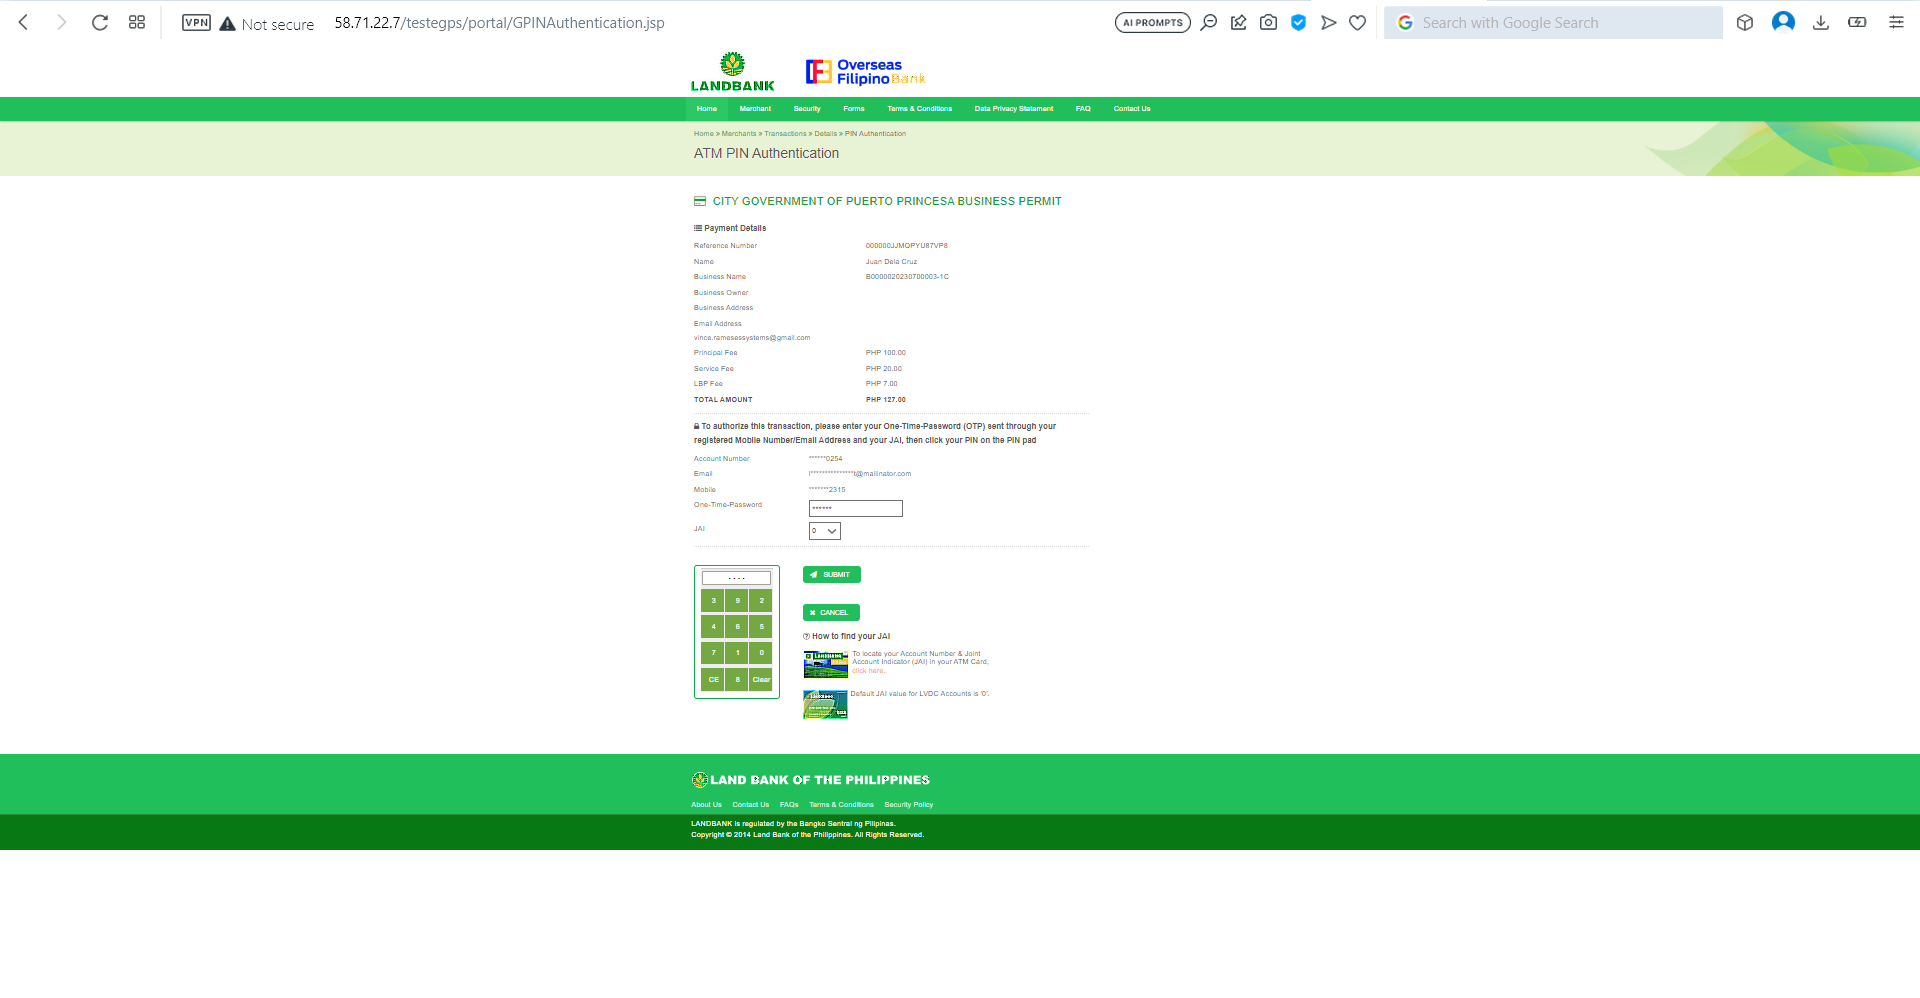 VPN Not secure 58.71.22.7/testegps/portal/GPINAuthentication.jsp AI PROMPTS Search with Google Search
LANDBANK Overseas
Filipino Bank
Home Merchant Security Forms Terms & Conditions Data Privacy Statement FAQ Contact Us
Home » Merchants » Transactions » Details » PIN Authentication
ATM PIN Authentication
CITY GOVERNMENT OF PUERTO PRINCESA BUSINESS PERMIT
Payment Details
Reference Number 000000JJMQPYU87VP8
Name Juan Dela Cruz
Business Name B0000020230700003-1C
Business Owner
Business Address
Email Address
vince.ramesessystems@gmail.com
Principal Fee PHP 100.00
Service Fee PHP 20.00
LBP Fee PHP 7.00
TOTAL AMOUNT PHP 127.00
To authorize this transaction, please enter your One-Time-Password (OTP) sent through your
registered Mobile Number/Email Address and your JAI, then click your PIN on the PIN pad
Account Number ******0254
Email l***************t@mailinator.com
Mobile *******2315
One-Time-Password ******
JAI 0
SUBMIT
3 9 2
CANCEL
4 6 5
How to find your JAI
7 1 0
To locate your Account Number & Joint
Account Indicator (JAI) in your ATM Card,
click here.
CE 8 Clear
Default JAI value for LVDC Accounts is '0'.
LAND BANK OF THE PHILIPPINES
About Us Contact Us FAQs Terms & Conditions Security Policy
LANDBANK is regulated by the Bangko Sentral ng Pilipinas.
Copyright © 2014 Land Bank of the Philippines. All Rights Reserved.